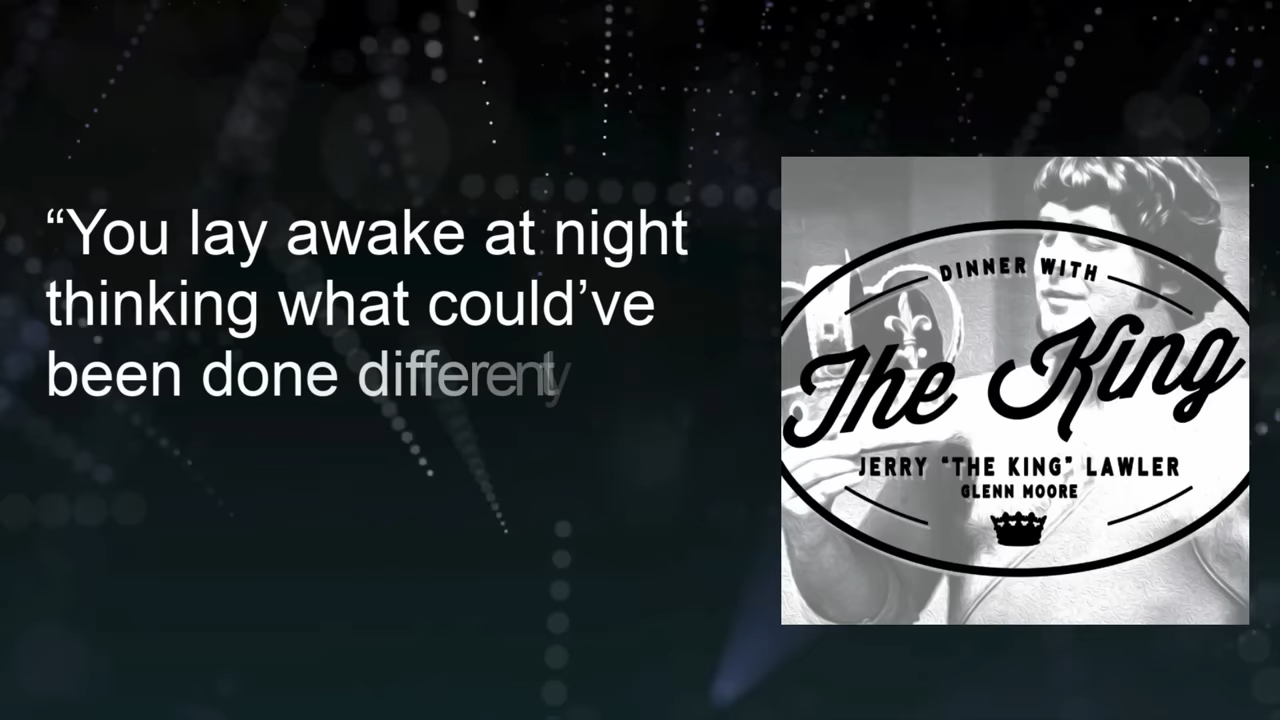 “You lay awake at night
thinking what could’ve
been done differenty
DINNER WITH
The King
JERRY "THE KING" LAWLER
GLENN MOORE